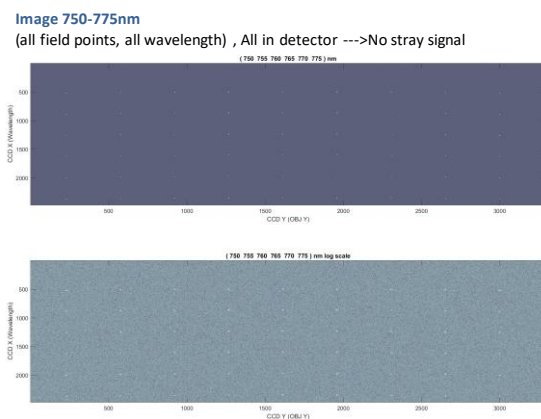 Image 750-775nm
(all field points, all wavelength) , All in detector --->No stray signal
( 750 755 760 765 770 775 ) nm
500
1000
1500
2000
CCD X (Wavelength)
500 1000 1500 2000 2500 3000
CCD Y (OBJ Y)
( 750 755 760 765 770 775 ) nm log scale
500
1000
1500
2000
CCD X (Wavelength)
500 1000 1500 2000 2500 3000
CCD Y (OBJ Y)